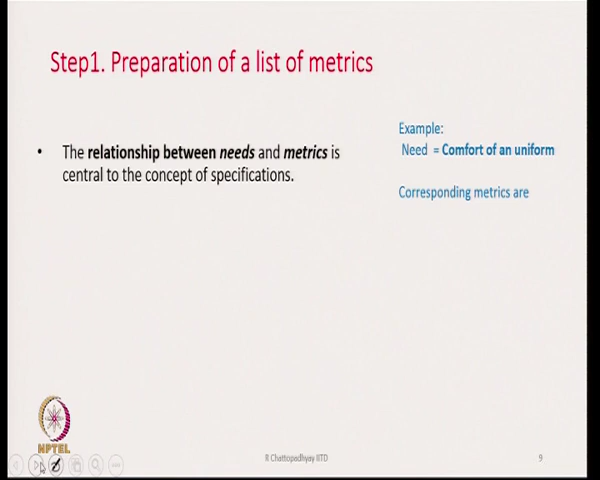 Step1. Preparation of a list of metrics
• The relationship between needs and metrics is
central to the concept of specifications.
Example:
Need = Comfort of an uniform
Corresponding metrics are
NPTEL
R Chattopadhyay IITD
9